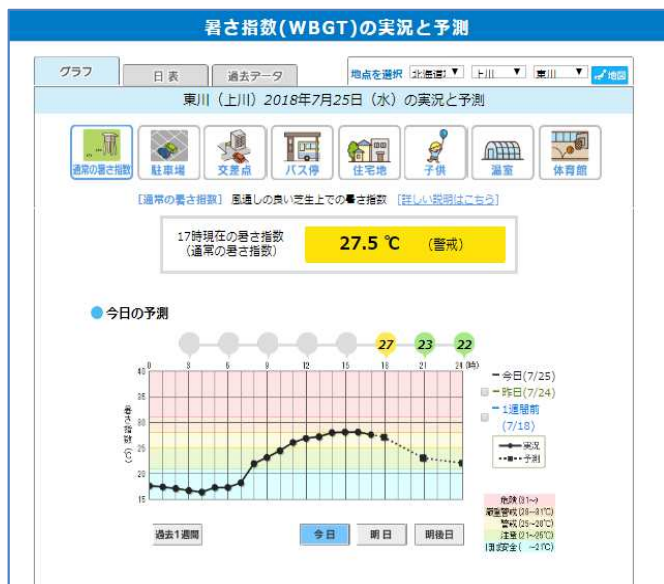 暑さ指数(WBGT)の実況と予測
グラフ
日 表
過去データ
地点を選択 北海道 ▼ 上川 ▼ 東川 ▼ 地図
東川（上川）2018年7月25日（水）の実況と予測
通常の暑さ指数 駐車場 交差点 バス停 住宅地 子供 温室 体育館
[通常の暑さ指数] 風通しの良い芝生上での暑さ指数 [詳しい説明はこちら]
17時現在の暑さ指数
（通常の暑さ指数）
27.5 ℃ （警戒）
今日の予測
27 23 22
0 3 6 9 12 15 18 21 24 (時)
40
35
30
25
20
15
暑さ指数(℃)
今日(7/25)
昨日(7/24)
1週間前
(7/18)
実況
予測
危険(31～)
厳重警戒(28～31℃)
警戒(25～28℃)
注意(21～25℃)
ほぼ安全( ～21℃)
過去1週間
今日
明日
明後日